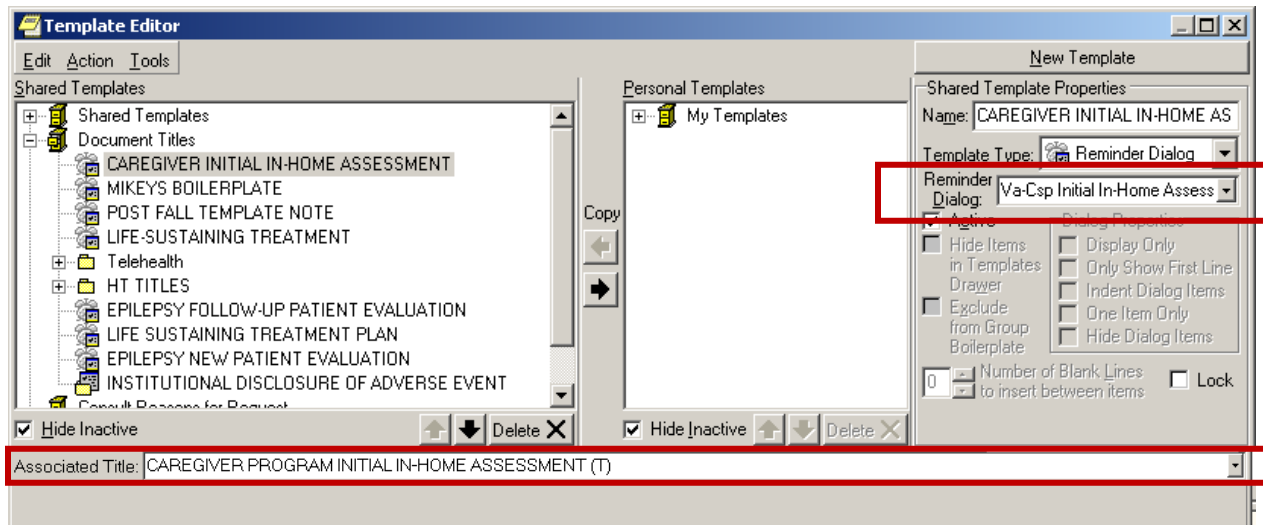 Template Editor
Edit Action Tools
New Template
Shared Templates
Shared Templates
Document Titles
CAREGIVER INITIAL IN-HOME ASSESSMENT
MIKEYS BOILERPLATE
POST FALL TEMPLATE NOTE
LIFE-SUSTAINING TREATMENT
Telehealth
HT TITLES
EPILEPSY FOLLOW-UP PATIENT EVALUATION
LIFE SUSTAINING TREATMENT PLAN
EPILEPSY NEW PATIENT EVALUATION
INSTITUTIONAL DISCLOSURE OF ADVERSE EVENT
Consult Reasons for Request
Hide Inactive
Delete
Copy
Personal Templates
My Templates
Hide Inactive
Delete
Shared Template Properties
Name: CAREGIVER INITIAL IN-HOME AS
Template Type: Reminder Dialog
Reminder
Dialog: Va-Csp Initial In-Home Assess
Active
Hide Items
in Templates
Drawer
Exclude
from Group
Boilerplate
Dialog Properties
Display Only
Only Show First Line
Indent Dialog Items
One Item Only
Hide Dialog Items
0 Number of Blank Lines
to insert between items
Lock
Associated Title: CAREGIVER PROGRAM INITIAL IN-HOME ASSESSMENT (T)